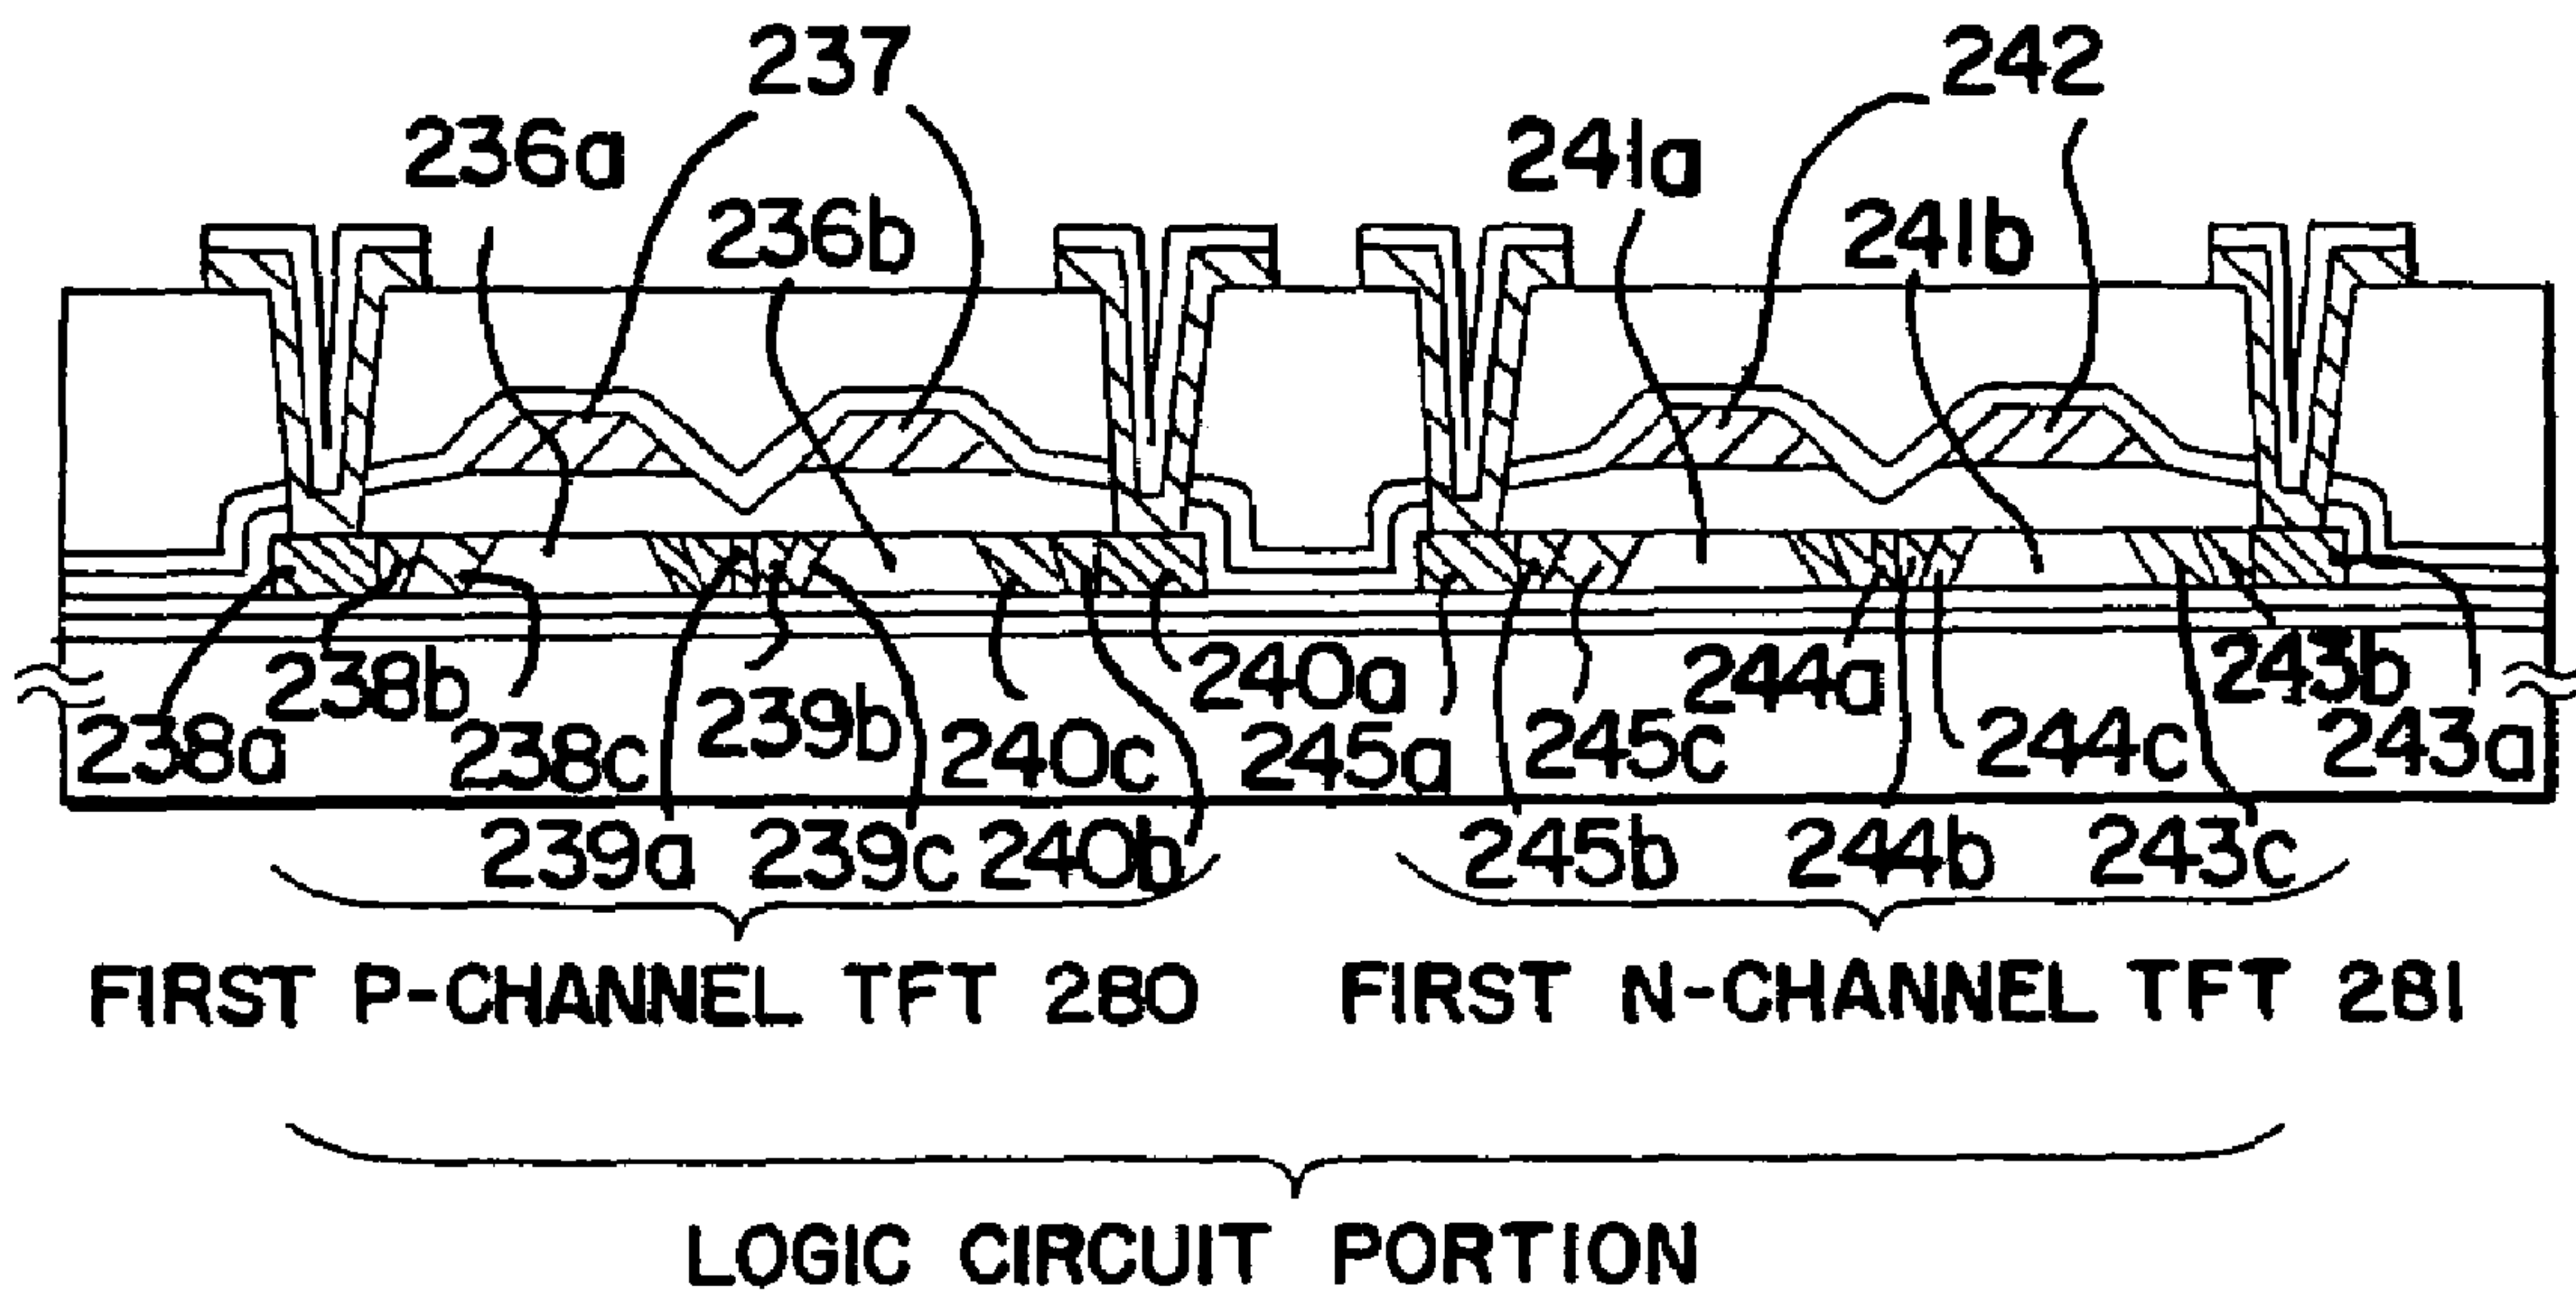 237
242
236a
241a
236b
241b
238b
240a
244a
243b
238a
238c
239b
240c
245a
245c
244c
243a
239a
239c
240b
245b
244b
243c
FIRST P-CHANNEL TFT 280
FIRST N-CHANNEL TFT 281
LOGIC CIRCUIT PORTION